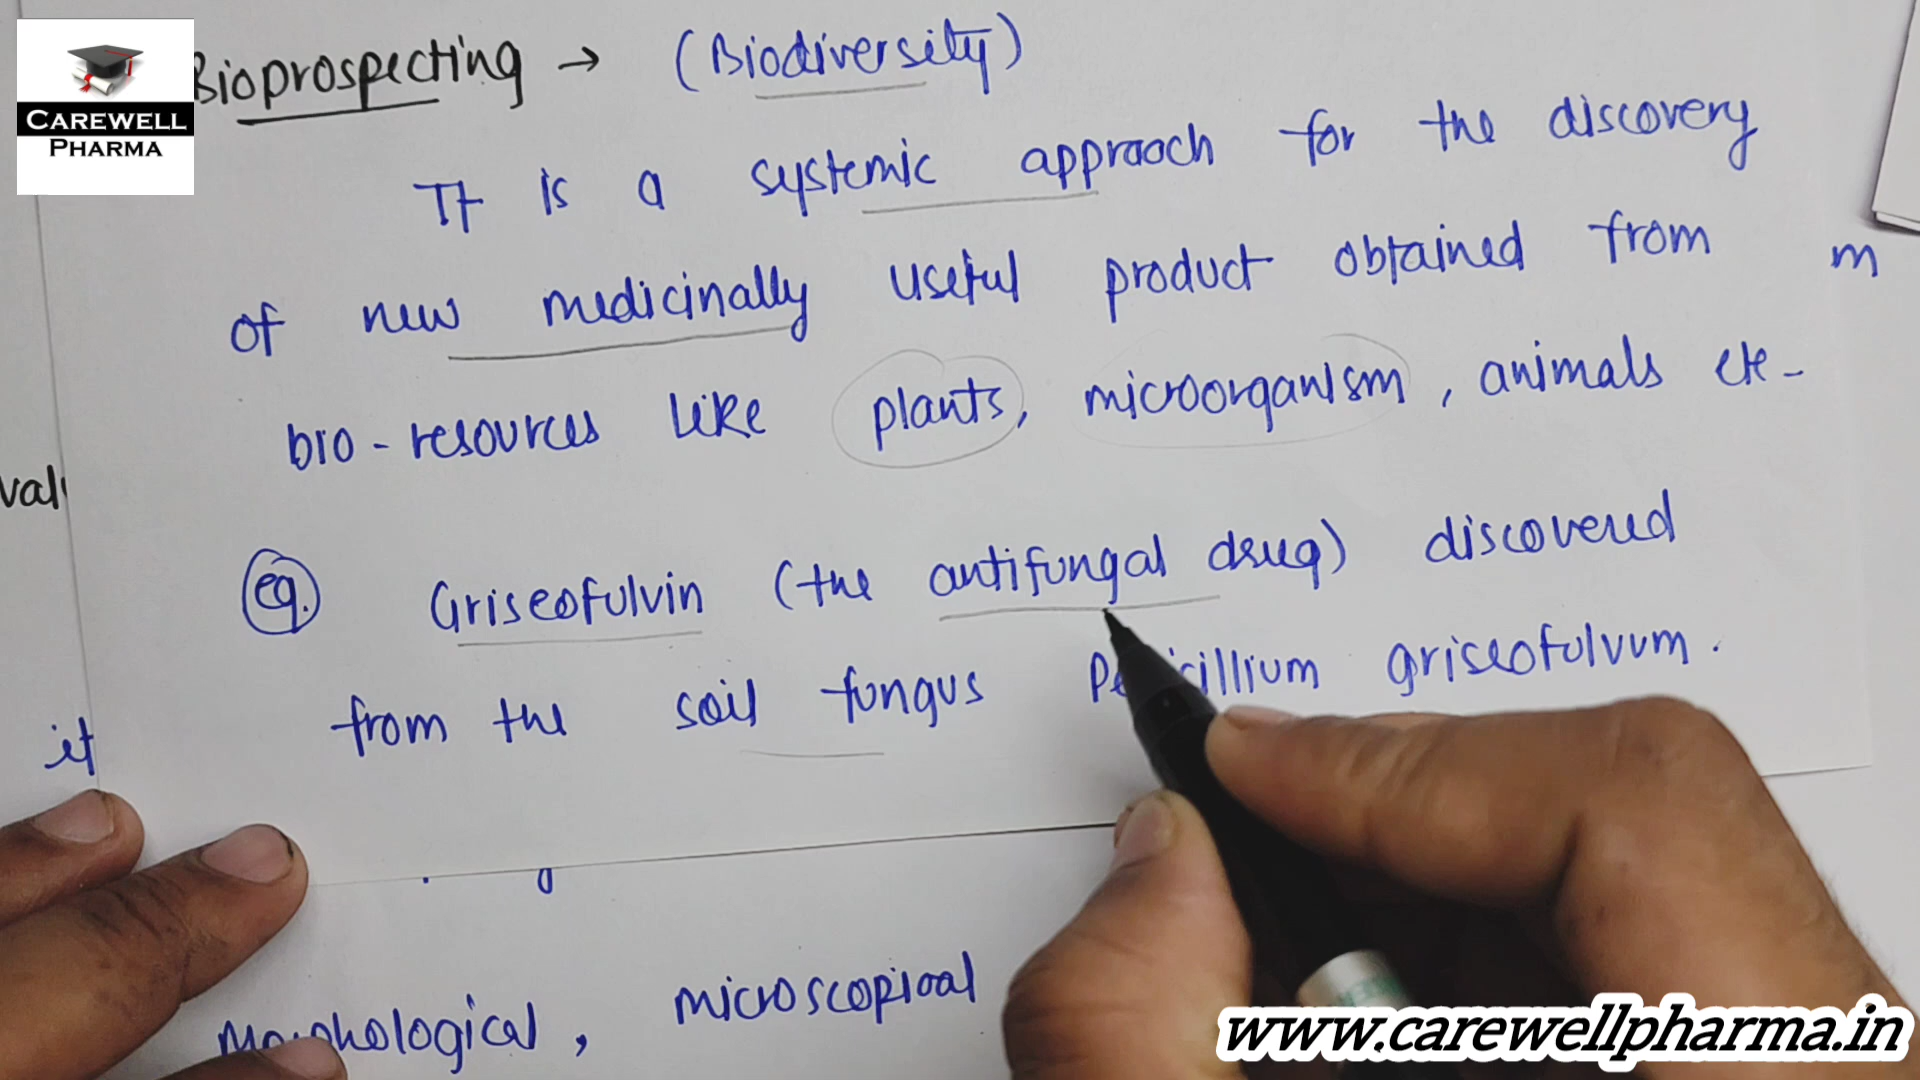 CAREWELL
PHARMA
Bioprospecting → (Biodiversity)
It is a systemic approach for the discovery
of new medicinally useful product obtained from
m
bio-resources like plants, microorganism, animals etc-
val
eg. Griseofulvin (the antifungal drug) discovered
from the soil fungus Penicillium griseofulvum.
it
Morphological, microscopical
www.carewellpharma.in